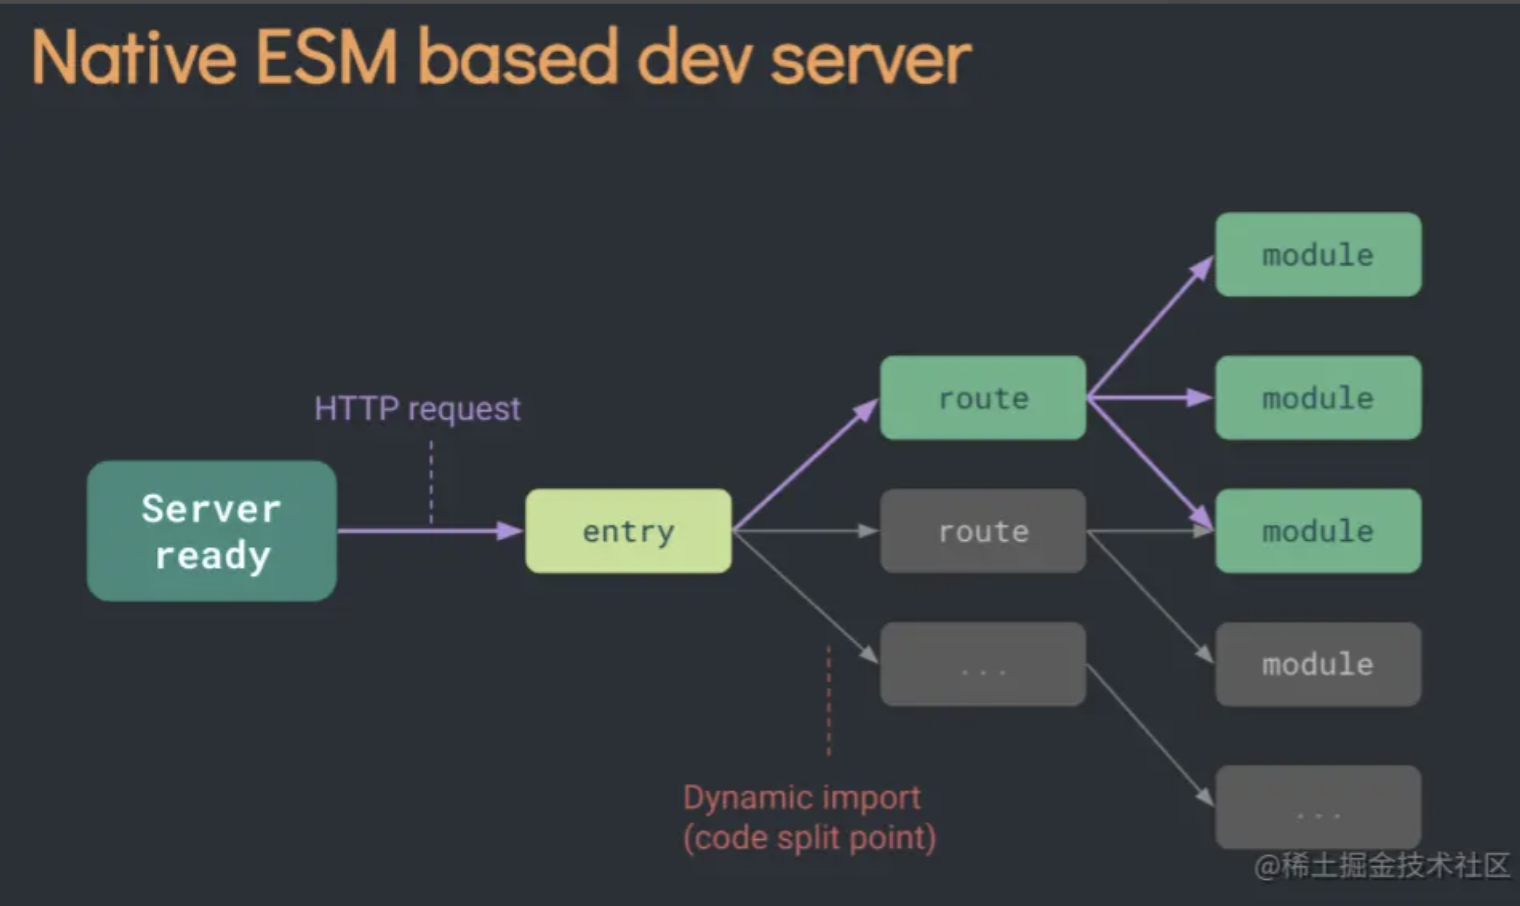 Native ESM based dev server
module
route
module
HTTP request
Server
ready
entry
route
module
...
module
Dynamic import
(code split point)
...
@稀土掘金技术社区